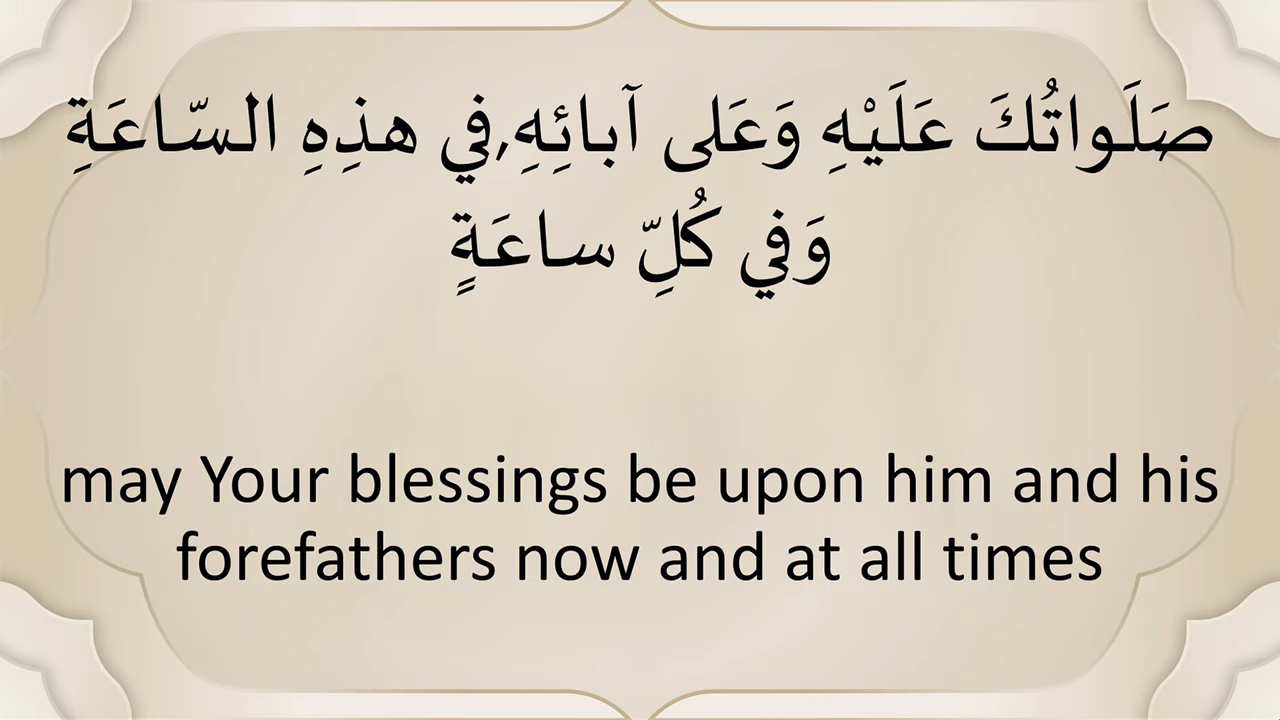 صَلَواتُكَ عَلَيْهِ وَعَلى آبائِهِ,في هذِهِ السّاعَةِ
وَفي كُلِّ ساعَةٍ
may Your blessings be upon him and his
forefathers now and at all times